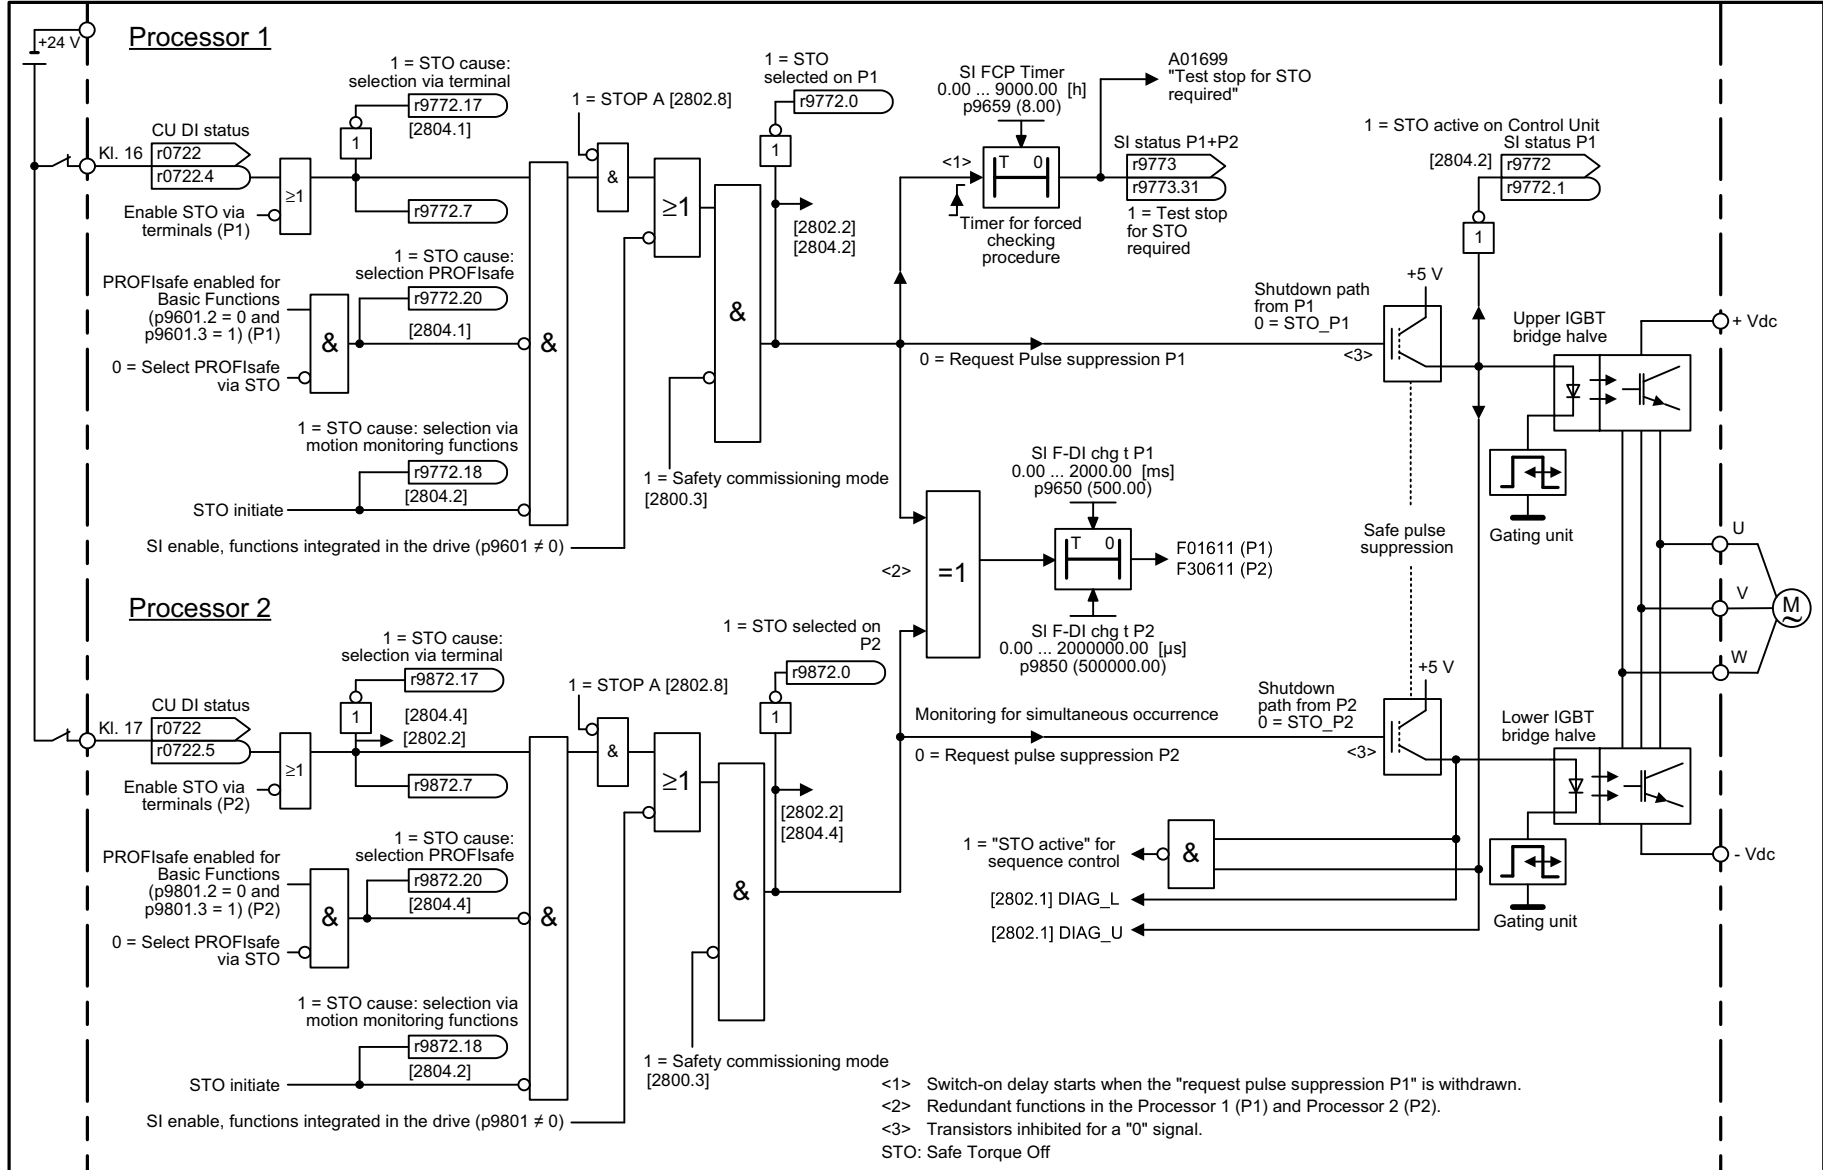 +24 V
Processor 1
1 = STO cause:
selection via terminal
r9772.17
[2804.1]
1
CU DI status
Kl. 16
r0722
r0722.4
≥1
Enable STO via
terminals (P1)
r9772.7
1 = STO cause:
selection PROFIsafe
r9772.20
[2804.1]
PROFIsafe enabled for
Basic Functions
(p9601.2 = 0 and
p9601.3 = 1) (P1)
&
0 = Select PROFIsafe
via STO
&
1 = STO cause: selection via
motion monitoring functions
r9772.18
[2804.2]
STO initiate
SI enable, functions integrated in the drive (p9601 ≠ 0)
1 = STOP A [2802.8]
&
≥1
1 = STO
selected on P1
r9772.0
1
[2802.2]
[2804.2]
&
1 = Safety commissioning mode
[2800.3]
SI FCP Timer
0.00 ... 9000.00 [h]
p9659 (8.00)
<1>
T 0
Timer for forced
checking
procedure
A01699
"Test stop for STO
required"
SI status P1+P2
r9773
r9773.31
1 = Test stop
for STO
required
1 = STO active on Control Unit
SI status P1
[2804.2]
r9772
r9772.1
1
+5 V
Shutdown path
from P1
0 = STO_P1
<3>
0 = Request Pulse suppression P1
Upper IGBT
bridge halve
+ Vdc
Gating unit
SI F-DI chg t P1
0.00 ... 2000.00 [ms]
p9650 (500.00)
T 0
<2>
=1
F01611 (P1)
F30611 (P2)
SI F-DI chg t P2
0.00 ... 2000000.00 [µs]
p9850 (500000.00)
Safe pulse
suppression
U
V
W
M
~
Processor 2
1 = STO cause:
selection via terminal
r9872.17
1
[2804.4]
[2802.2]
CU DI status
Kl. 17
r0722
r0722.5
≥1
Enable STO via
terminals (P2)
r9872.7
1 = STO cause:
selection PROFIsafe
r9872.20
[2804.4]
PROFIsafe enabled for
Basic Functions
(p9801.2 = 0 and
p9801.3 = 1) (P2)
&
0 = Select PROFIsafe
via STO
&
1 = STO cause: selection via
motion monitoring functions
r9872.18
[2804.2]
STO initiate
SI enable, functions integrated in the drive (p9801 ≠ 0)
1 = STOP A [2802.8]
&
≥1
1 = STO selected on
P2
r9872.0
1
[2802.2]
[2804.4]
&
1 = Safety commissioning mode
[2800.3]
Monitoring for simultaneous occurrence
0 = Request pulse suppression P2
Shutdown
path from P2
0 = STO_P2
<3>
+5 V
Lower IGBT
bridge halve
- Vdc
Gating unit
1 = "STO active" for
sequence control
&
[2802.1] DIAG_L
[2802.1] DIAG_U
<1> Switch-on delay starts when the "request pulse suppression P1" is withdrawn.
<2> Redundant functions in the Processor 1 (P1) and Processor 2 (P2).
<3> Transistors inhibited for a "0" signal.
STO: Safe Torque Off